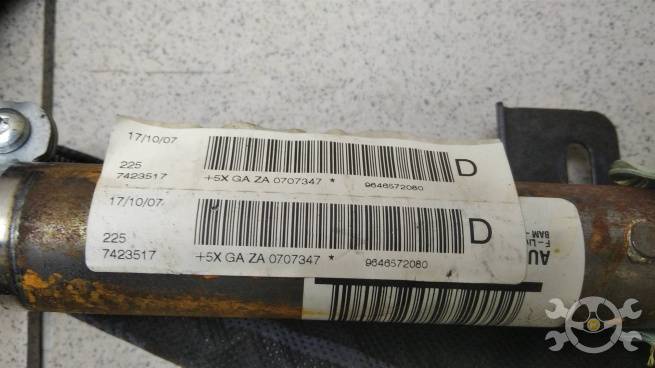 17/10/07
D
225
7423517
+5X GA ZA 0707347 *
9646572080
17/10/07
D
225
7423517
+5X GA ZA 0707347 *
9646572080
AU
BAM -